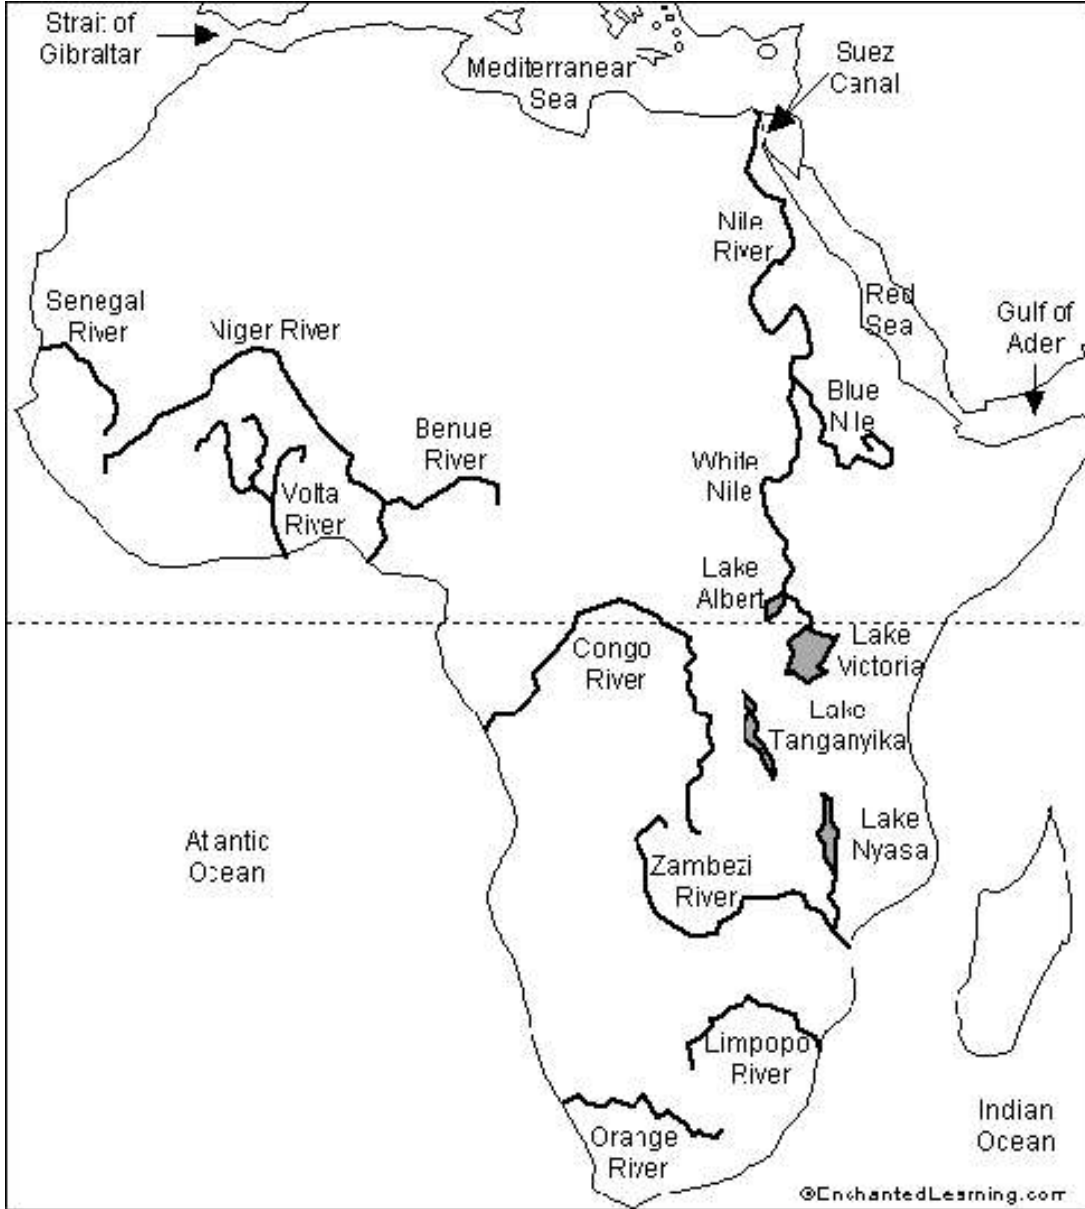 Strait of
Gibraltar
Mediterranear
Sea
Suez
Canal
Nile
River
Red
Sea
Gulf of
Ader
Senegal
River
Niger River
Benue
River
Blue
Nile
White
Nile
Volta
River
Lake
Albert
Lake
Victoria
Congo
River
Lake
Tanganyika
Atlantic
Ocean
Lake
Nyasa
Zambezi
River
Limpopo
River
Orange
River
Indian
Ocean
©EnchantedLearning.com